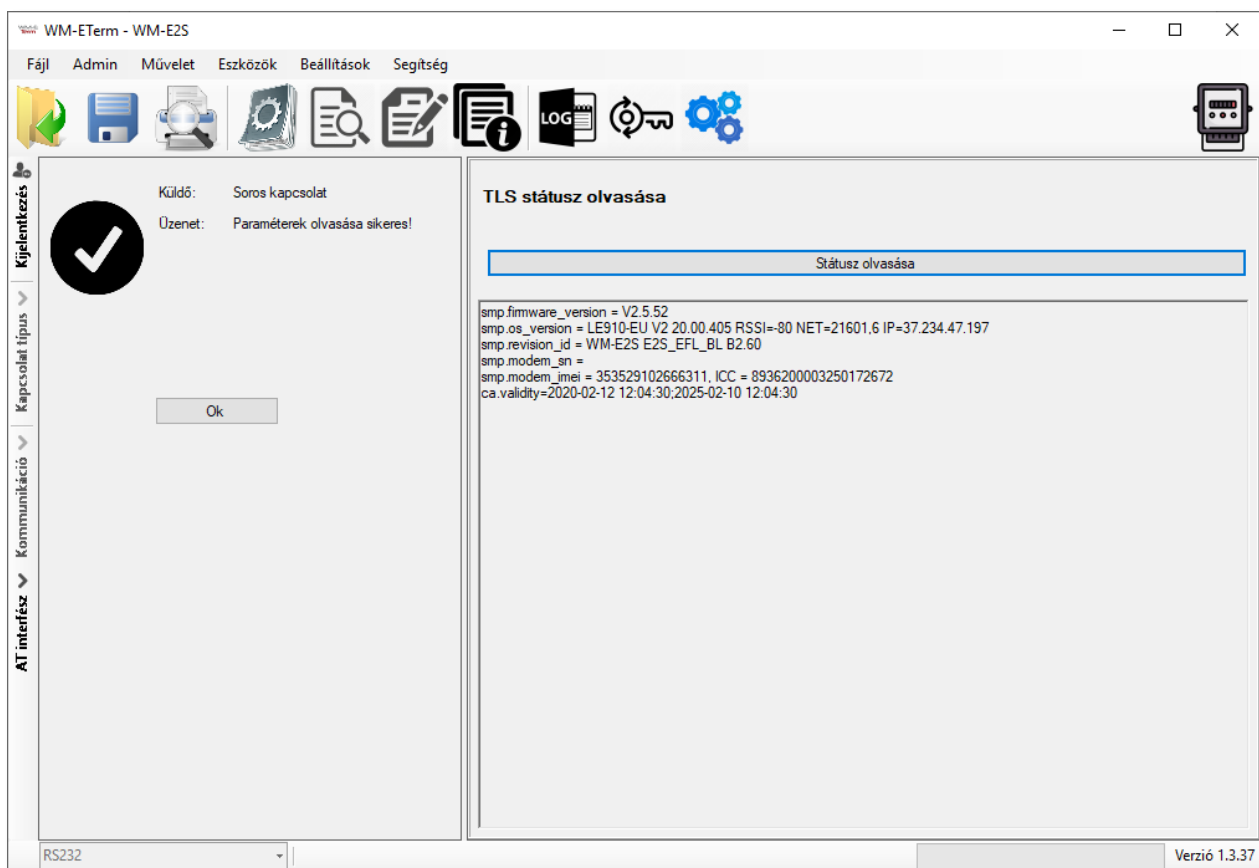 WM-ETerm - WM-E2S
Fájl Admin Művelet Eszközök Beállítások Segítség
LOG
Kijelentkezés
Kapcsolat típus
Kommunikáció
AT interfész
Küldő: Soros kapcsolat
Üzenet: Paraméterek olvasása sikeres!
Ok
TLS státusz olvasása
Státusz olvasása
smp.firmware_version = V2.5.52
smp.os_version = LE910-EU V2 20.00.405 RSSI=-80 NET=21601,6 IP=37.234.47.197
smp.revision_id = WM-E2S E2S_EFL_BL B2.60
smp.modem_sn =
smp.modem_imei = 353529102666311, ICC = 8936200003250172672
ca.validity=2020-02-12 12:04:30;2025-02-10 12:04:30
RS232
Verzió 1.3.37